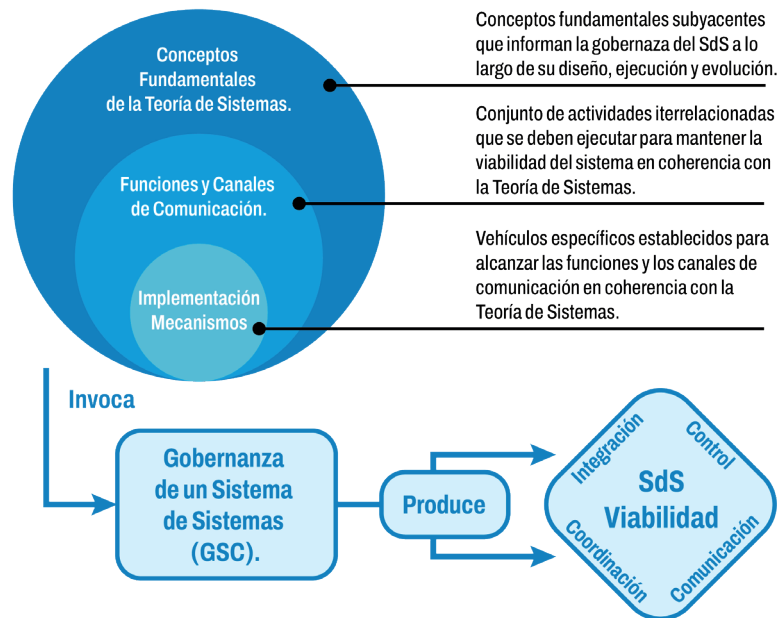 Conceptos
Fundamentales
de la Teoría de Sistemas.
Conceptos fundamentales subyacentes
que informan la gobernaza del SdS a lo
largo de su diseño, ejecución y evolución.
Funciones y Canales
de Comunicación.
Conjunto de actividades iterrelacionadas
que se deben ejecutar para mantener la
viabilidad del sistema en coherencia con
la Teoría de Sistemas.
Implementación
Mecanismos
Vehículos específicos establecidos para
alcanzar las funciones y los canales de
comunicación en coherencia con la
Teoría de Sistemas.
Invoca
Gobernanza
de un Sistema
de Sistemas
(GSC).
Produce
Integración
Control
SdS
Viabilidad
Coordinación
Comunicación